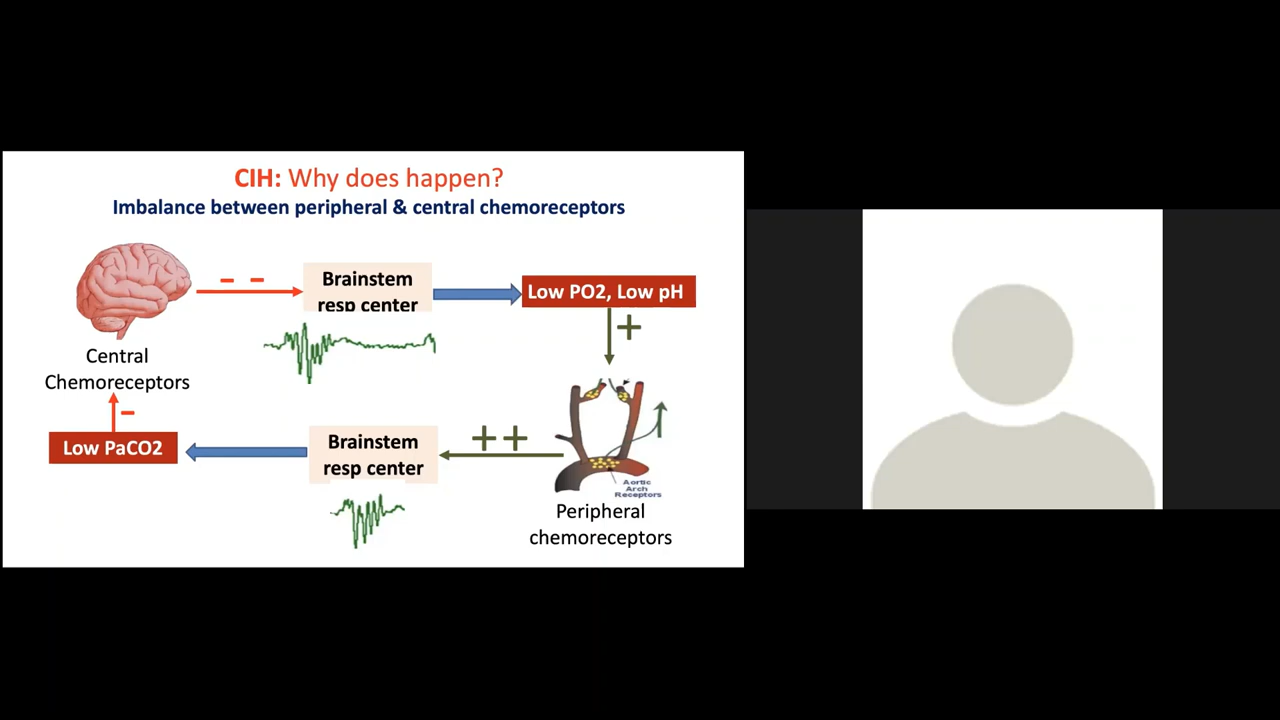 CIH: Why does happen?
Imbalance between peripheral & central chemoreceptors
Brainstem
resp center
Low PO2, Low pH
Central
Chemoreceptors
Low PaCO2
Brainstem
resp center
Aortic
Arch
Receptors
Peripheral
chemoreceptors